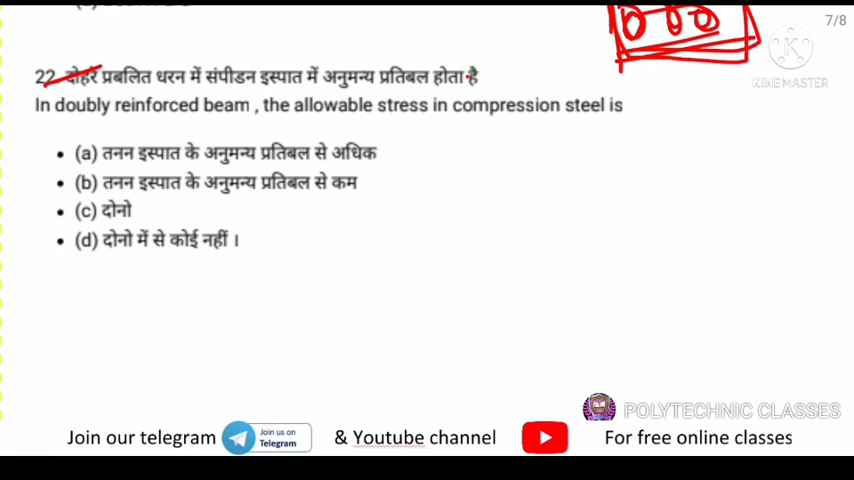 7/8
KINEMASTER
22. दोहरे प्रबलित धरन में संपीडन इस्पात में अनुमन्य प्रतिबल होता है
In doubly reinforced beam , the allowable stress in compression steel is
• (a) तनन इस्पात के अनुमन्य प्रतिबल से अधिक
• (b) तनन इस्पात के अनुमन्य प्रतिबल से कम
• (c) दोनो
• (d) दोनो में से कोई नहीं ।
POLYTECHNIC CLASSES
Join our telegram Join us on Telegram & Youtube channel For free online classes